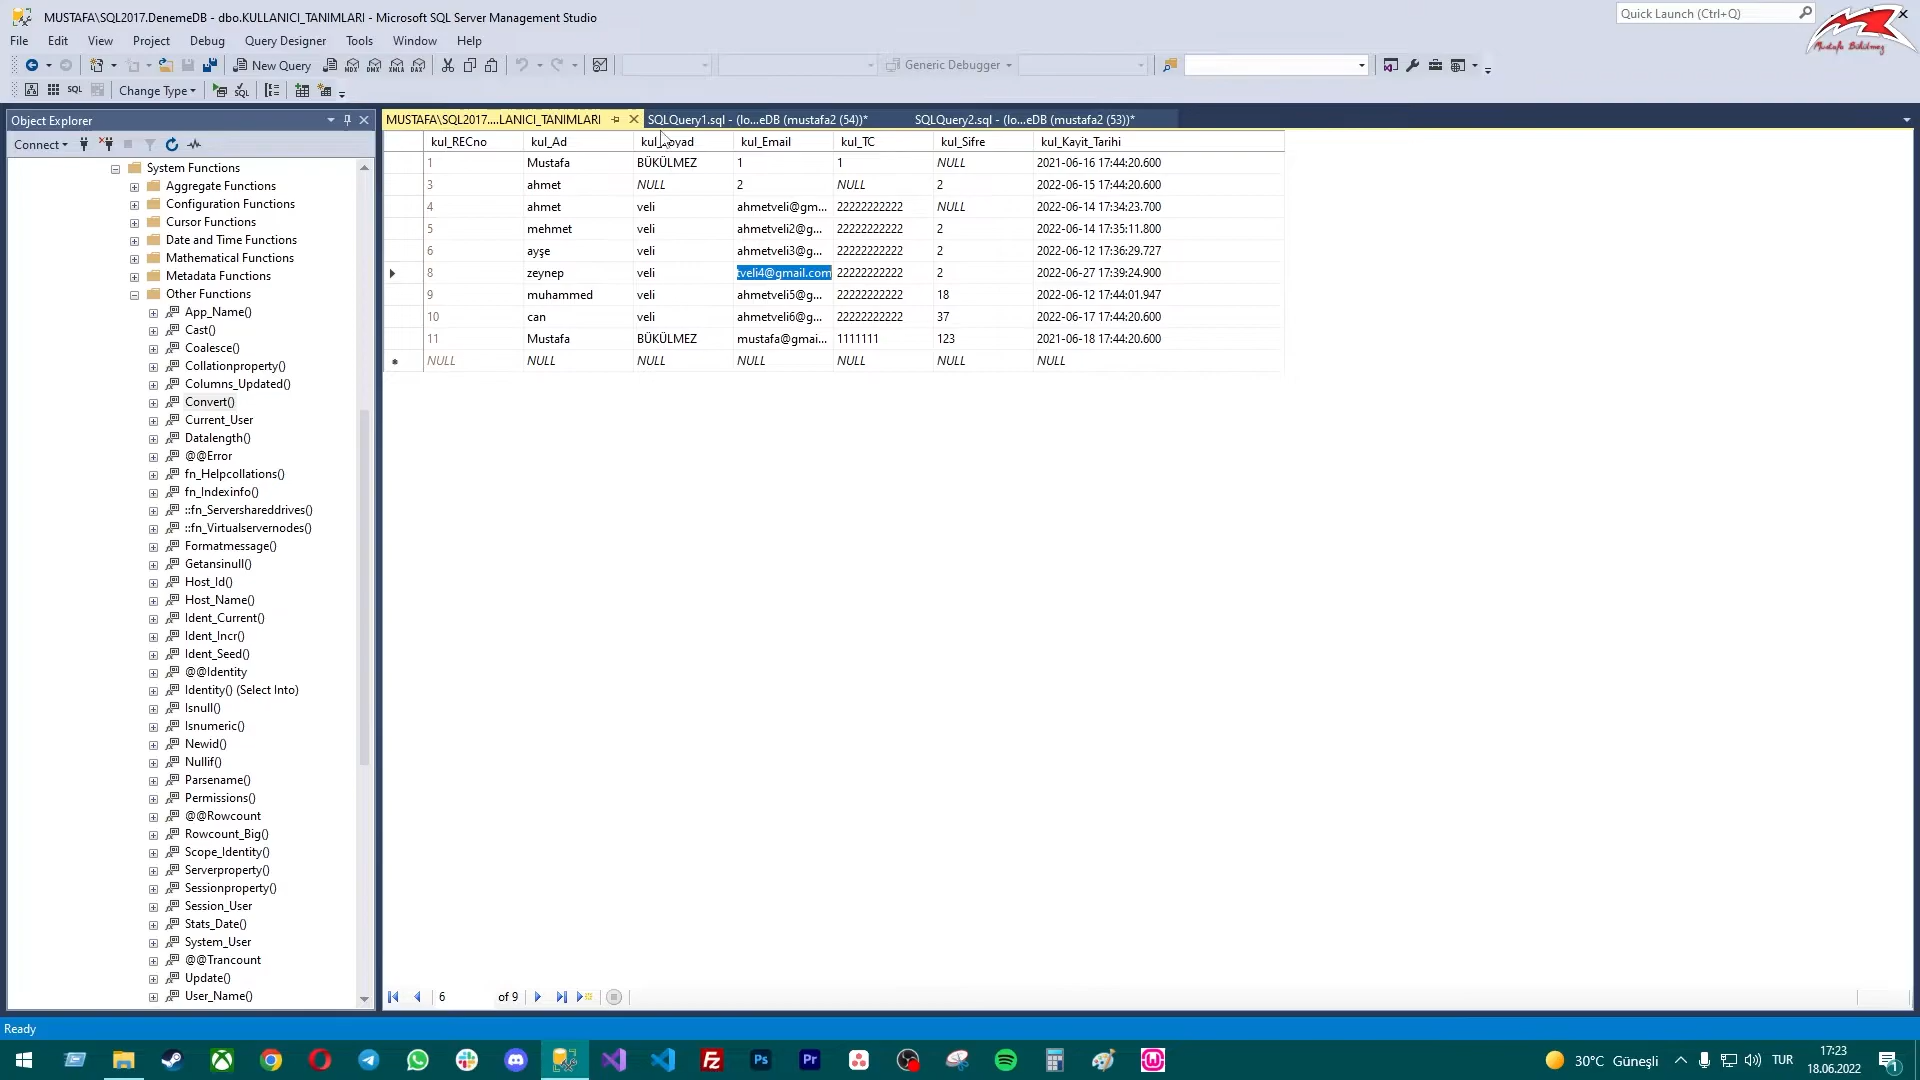 MUSTAFA\SQL2017.DenemeDB - dbo.KULLANICI_TANIMLARI - Microsoft SQL Server Management Studio
Quick Launch (Ctrl+Q)
File Edit View Project Debug Query Designer Tools Window Help
New Query
Generic Debugger
Change Type
Object Explorer
Connect
System Functions
Aggregate Functions
Configuration Functions
Cursor Functions
Date and Time Functions
Mathematical Functions
Metadata Functions
Other Functions
App_Name()
Cast()
Coalesce()
Collationproperty()
Columns_Updated()
Convert()
Current_User
Datalength()
@@Error
fn_Helpcollations()
fn_Indexinfo()
::fn_Servershareddrives()
::fn_Virtualservernodes()
Formatmessage()
Getansinull()
Host_Id()
Host_Name()
Ident_Current()
Ident_Incr()
Ident_Seed()
@@Identity
Identity() (Select Into)
Isnull()
Isnumeric()
Newid()
Nullif()
Parsename()
Permissions()
@@Rowcount
Rowcount_Big()
Scope_Identity()
Serverproperty()
Sessionproperty()
Session_User
Stats_Date()
System_User
@@Trancount
Update()
User_Name()
MUSTAFA\SQL2017....LANICI_TANIMLARI SQLQuery1.sql - (lo...eDB (mustafa2 (54))* SQLQuery2.sql - (lo...eDB (mustafa2 (53))*
kul_RECno kul_Ad kul_Soyad kul_Email kul_TC kul_Sifre kul_Kayit_Tarihi
1 Mustafa BÜKÜLMEZ 1 1 NULL 2021-06-16 17:44:20.600
3 ahmet NULL 2 NULL 2 2022-06-15 17:44:20.600
4 ahmet veli ahmetveli@gm... 22222222222 NULL 2022-06-14 17:34:23.700
5 mehmet veli ahmetveli2@g... 22222222222 2 2022-06-14 17:35:11.800
6 ayşe veli ahmetveli3@g... 22222222222 2 2022-06-12 17:36:29.727
8 zeynep veli tveli4@gmail.com 22222222222 2 2022-06-27 17:39:24.900
9 muhammed veli ahmetveli5@g... 22222222222 18 2022-06-12 17:44:01.947
10 can veli ahmetveli6@g... 22222222222 37 2022-06-17 17:44:20.600
11 Mustafa BÜKÜLMEZ mustafa@gmai... 1111111 123 2021-06-18 17:44:20.600
NULL NULL NULL NULL NULL NULL NULL
6 of 9
Ready
30°C Güneşli
TUR
17:23
18.06.2022